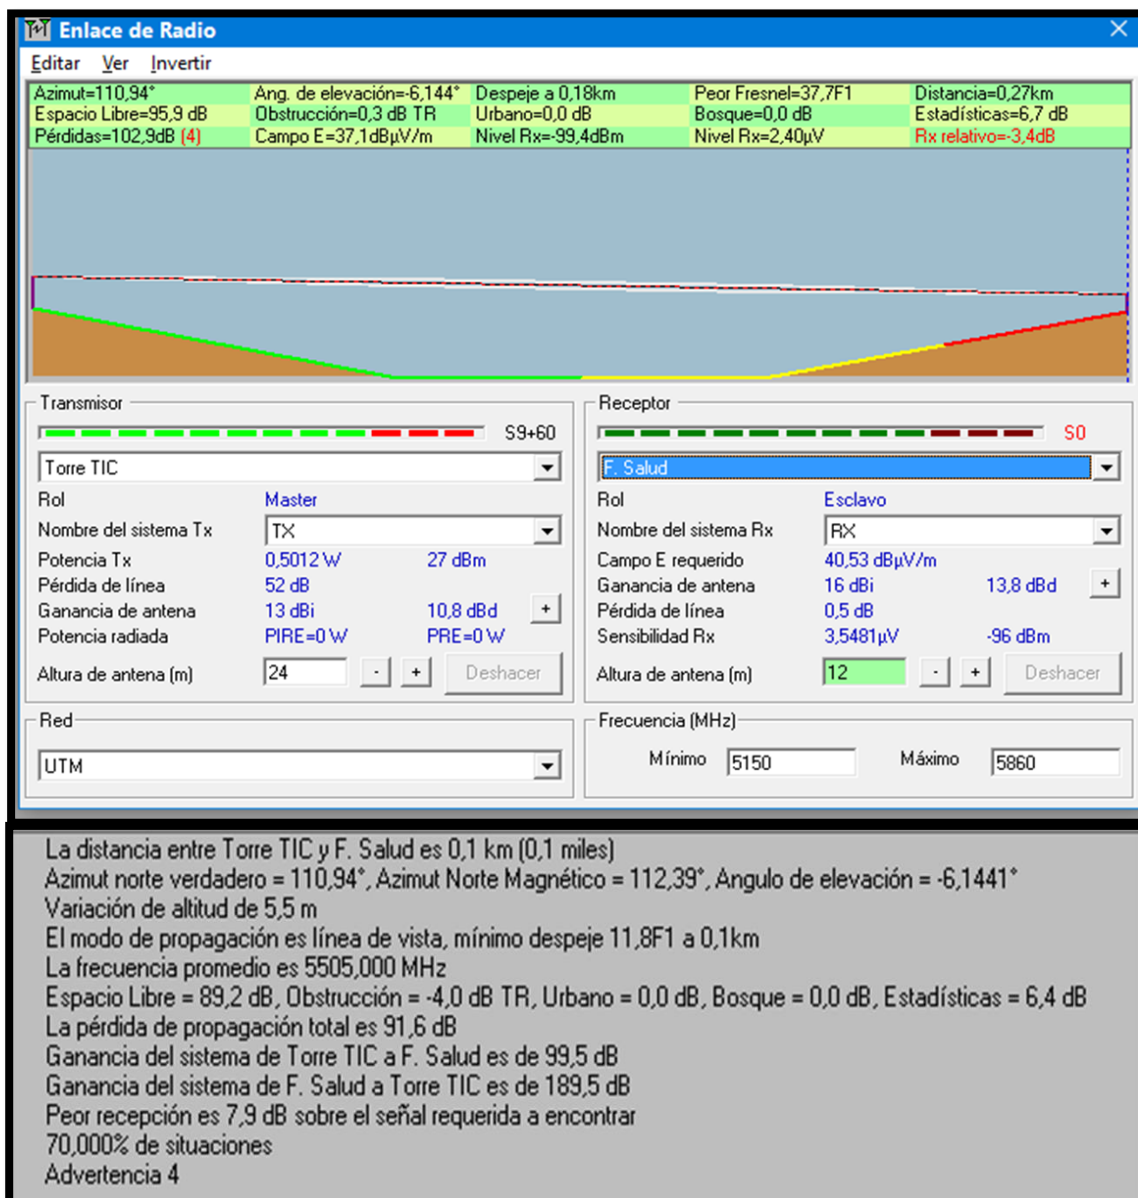 Enlace de Radio
Editar Ver Invertir
Azimut=110,94° Ang. de elevación=-6,144° Despeje a 0,18km Peor Fresnel=37,7F1 Distancia=0,27km
Espacio Libre=95,9 dB Obstrucción=0,3 dB TR Urbano=0,0 dB Bosque=0,0 dB Estadísticas=6,7 dB
Pérdidas=102,9dB (4) Campo E=37,1dBµV/m Nivel Rx=-99,4dBm Nivel Rx=2,40µV Rx relativo=-3,4dB
Transmisor
S9+60
Torre TIC
Rol Master
Nombre del sistema Tx TX
Potencia Tx 0,5012 W 27 dBm
Pérdida de línea 52 dB
Ganancia de antena 13 dBi 10,8 dBd +
Potencia radiada PIRE=0 W PRE=0 W
Altura de antena (m) 24 - + Deshacer
Receptor
S0
F. Salud
Rol Esclavo
Nombre del sistema Rx RX
Campo E requerido 40,53 dBµV/m
Ganancia de antena 16 dBi 13,8 dBd +
Pérdida de línea 0,5 dB
Sensibilidad Rx 3,5481µV -96 dBm
Altura de antena (m) 12 - + Deshacer
Red
UTM
Frecuencia (MHz)
Mínimo 5150 Máximo 5860
La distancia entre Torre TIC y F. Salud es 0,1 km (0,1 miles)
Azimut norte verdadero = 110,94°, Azimut Norte Magnético = 112,39°, Angulo de elevación = -6,1441°
Variación de altitud de 5,5 m
El modo de propagación es línea de vista, mínimo despeje 11,8F1 a 0,1km
La frecuencia promedio es 5505,000 MHz
Espacio Libre = 89,2 dB, Obstrucción = -4,0 dB TR, Urbano = 0,0 dB, Bosque = 0,0 dB, Estadísticas = 6,4 dB
La pérdida de propagación total es 91,6 dB
Ganancia del sistema de Torre TIC a F. Salud es de 99,5 dB
Ganancia del sistema de F. Salud a Torre TIC es de 189,5 dB
Peor recepción es 7,9 dB sobre el señal requerida a encontrar
70,000% de situaciones
Advertencia 4